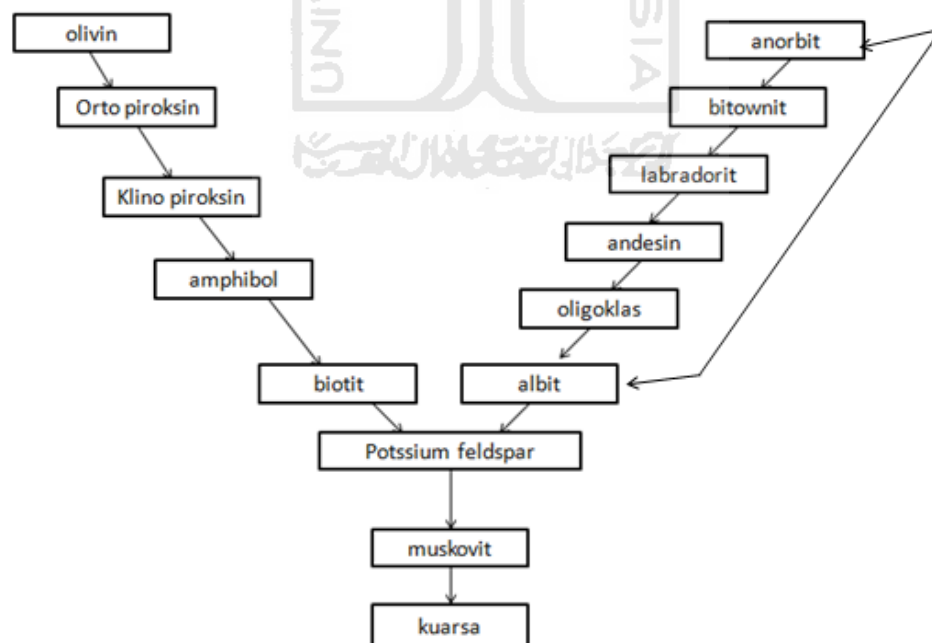 olivin
anorbit
Orto piroksin
bitownit
labradorit
Klino piroksin
andesin
amphibol
oligoklas
biotit
albit
Potssium feldspar
muskovit
kuarsa